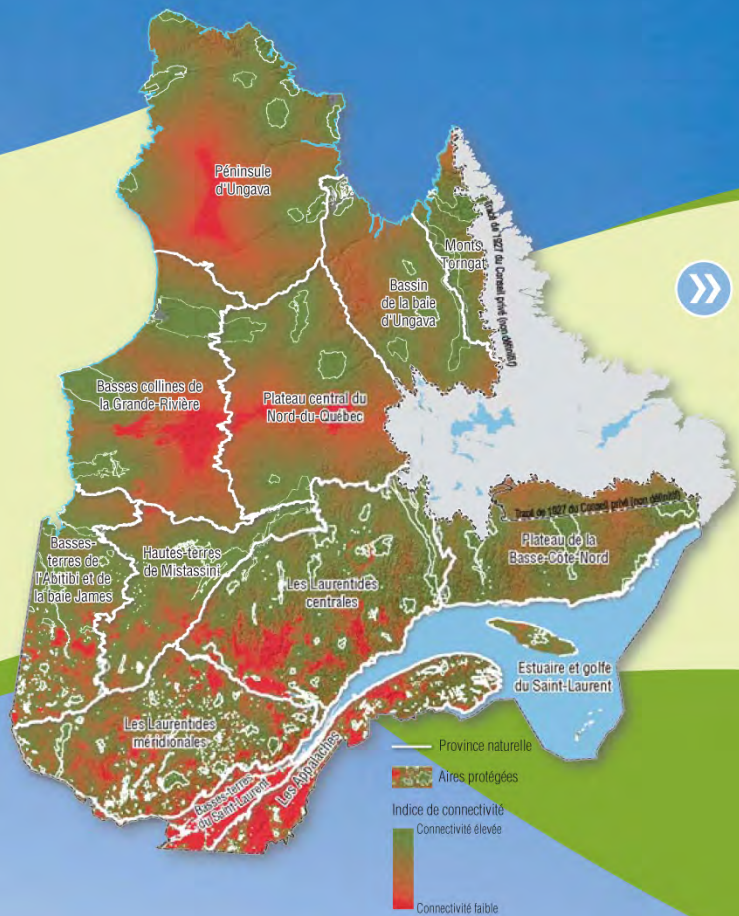 Péninsule
d'Ungava
Monts
Torngat
Tracé de 1927 du Conseil privé (non définitif)
Bassin
de la baie
d'Ungava
Basses collines de
la Grande-Rivière
Plateau central du
Nord-du-Québec
Tracé de 1927 du Conseil privé (non définitif)
Basses-
terres de
l'Abitibi et de
la baie James
Hautes-terres
de Mistassini
Plateau de la
Basse-Côte-Nord
Les Laurentides
centrales
Estuaire et golfe
du Saint-Laurent
Les Laurentides
méridionales
Basses-terres
du Saint-Laurent
Les Appalaches
Province naturelle
Aires protégées
Indice de connectivité
Connectivité élevée
Connectivité faible